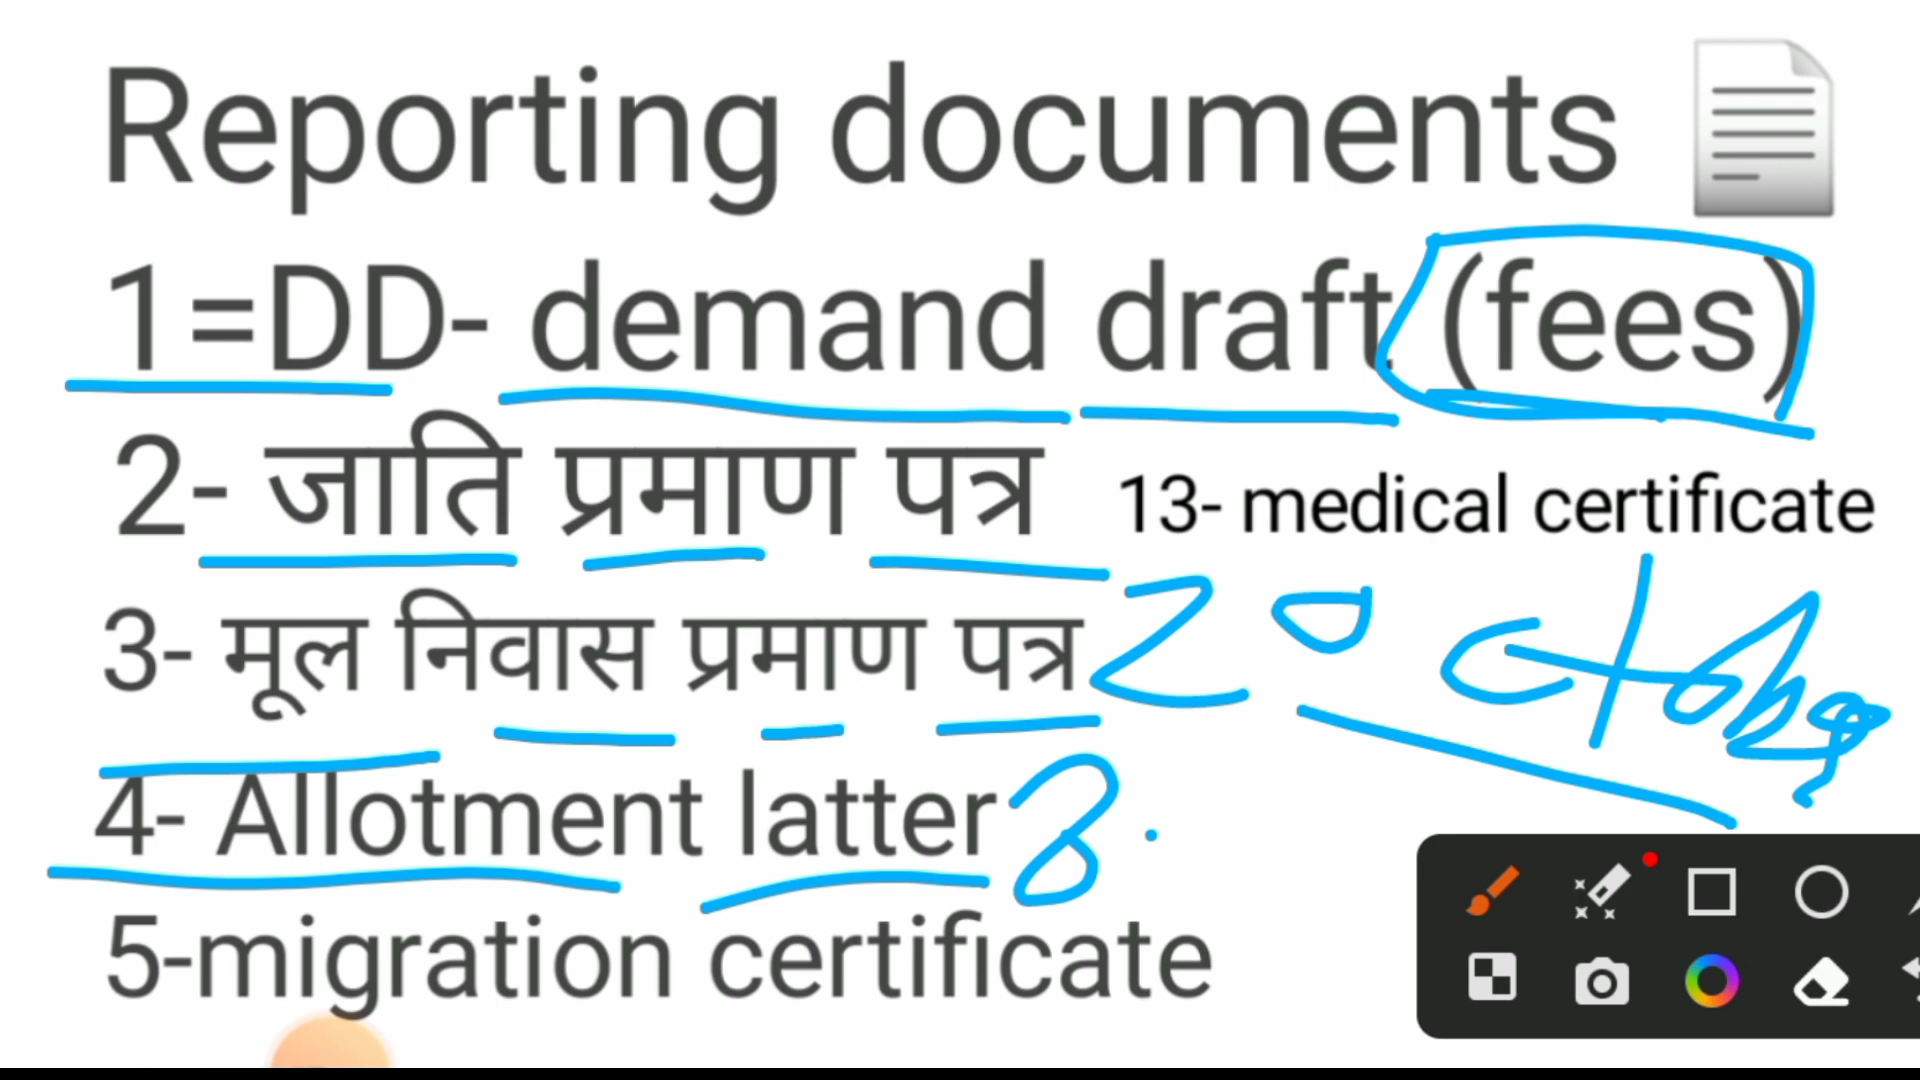 Reporting documents
1=DD- demand draft (fees)
2- जाति प्रमाण पत्र
13- medical certificate
3- मूल निवास प्रमाण पत्र
4- Allotment latter
5-migration certificate